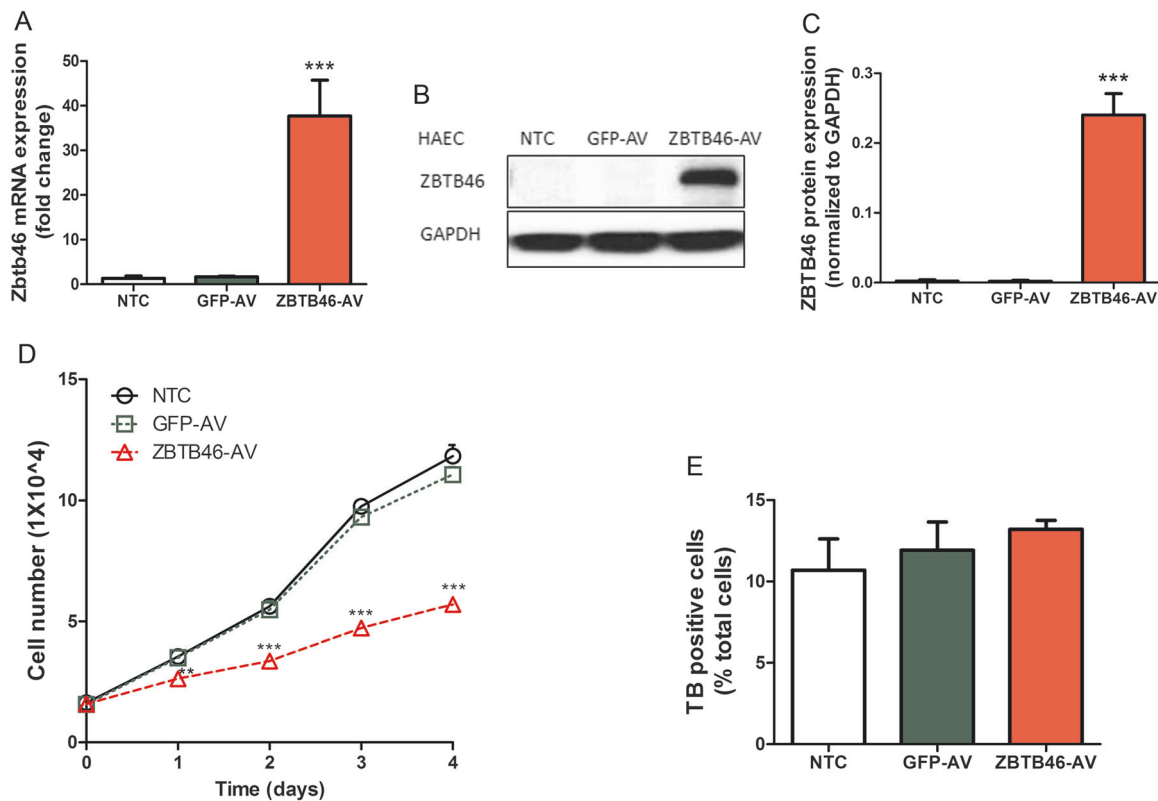 A
Zbtb46 mRNA expression
(fold change)
50
40
30
20
10
0
***
NTC
GFP-AV
ZBTB46-AV
B
HAEC
NTC
GFP-AV
ZBTB46-AV
ZBTB46
GAPDH
C
ZBTB46 protein expression
(normalized to GAPDH)
0.3
0.2
0.1
0.0
***
NTC
GFP-AV
ZBTB46-AV
D
Cell number (1X10^4)
15
10
5
0
NTC
GFP-AV
ZBTB46-AV
**
***
***
***
0
1
2
3
4
Time (days)
E
TB positive cells
(% total cells)
15
10
5
0
NTC
GFP-AV
ZBTB46-AV